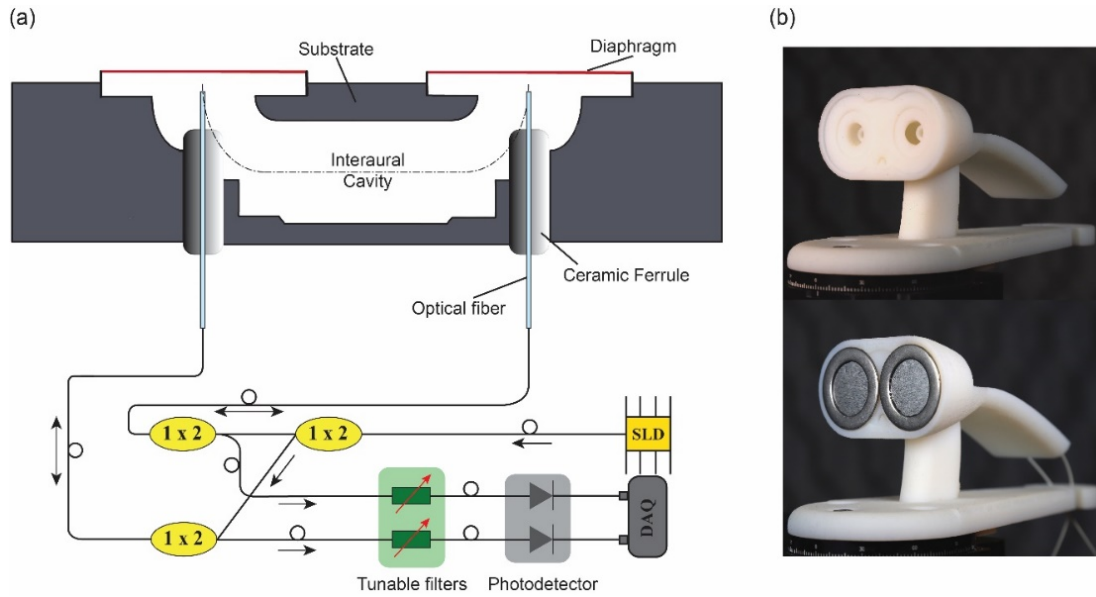 (a)
(b)
Substrate
Diaphragm
Interaural
Cavity
Ceramic Ferrule
Optical fiber
1 x 2
1 x 2
SLD
1 x 2
DAQ
Tunable filters
Photodetector